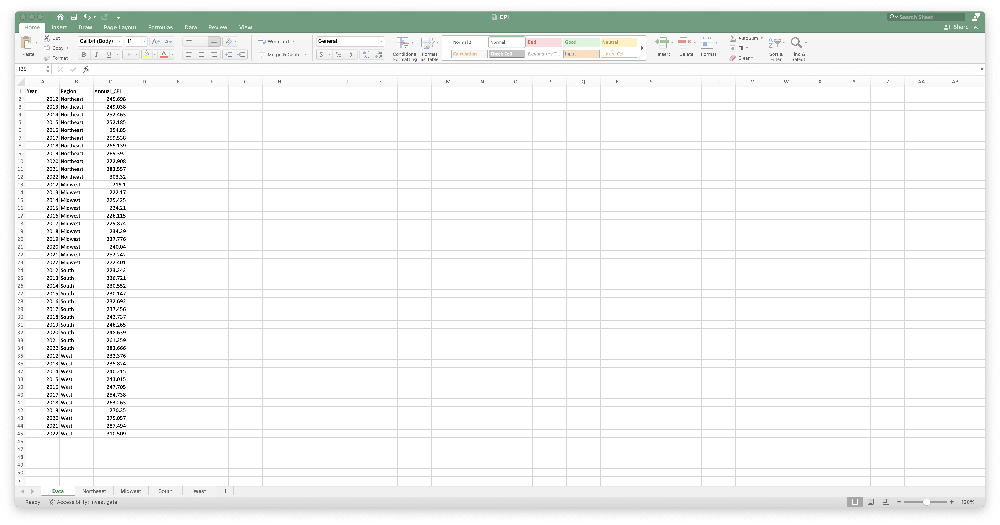 CPI
Search Sheet
Home Insert Draw Page Layout Formulas Data Review View
Share
Paste
Cut
Copy
Format
Calibri (Body) 11
B I U
Wrap Text
Merge & Center
General
$ %
Conditional Formatting
Format as Table
Normal 2 Normal Bad Good Neutral
Calculation Check Cell Explanatory T... Input Linked Cell
Insert
Delete
Format
AutoSum
Fill
Clear
Sort & Filter
Find & Select
I35 fx
A B C D E F G H I J K L M N O P Q R S T U V W X Y Z AA AB
1 Year Region Annual_CPI
2 2012 Northeast 245.698
3 2013 Northeast 249.038
4 2014 Northeast 252.463
5 2015 Northeast 252.185
6 2016 Northeast 254.85
7 2017 Northeast 259.538
8 2018 Northeast 265.139
9 2019 Northeast 269.392
10 2020 Northeast 272.908
11 2021 Northeast 283.557
12 2022 Northeast 303.32
13 2012 Midwest 219.1
14 2013 Midwest 222.17
15 2014 Midwest 225.425
16 2015 Midwest 224.21
17 2016 Midwest 226.115
18 2017 Midwest 229.874
19 2018 Midwest 234.29
20 2019 Midwest 237.776
21 2020 Midwest 240.04
22 2021 Midwest 252.242
23 2022 Midwest 272.401
24 2012 South 223.242
25 2013 South 226.721
26 2014 South 230.552
27 2015 South 230.147
28 2016 South 232.692
29 2017 South 237.456
30 2018 South 242.737
31 2019 South 246.265
32 2020 South 248.639
33 2021 South 261.259
34 2022 South 283.666
35 2012 West 232.376
36 2013 West 235.824
37 2014 West 240.215
38 2015 West 243.015
39 2016 West 247.705
40 2017 West 254.738
41 2018 West 263.263
42 2019 West 270.35
43 2020 West 275.057
44 2021 West 287.494
45 2022 West 310.509
46
47
48
49
50
51
Data Northeast Midwest South West +
Ready Accessibility: Investigate
120%